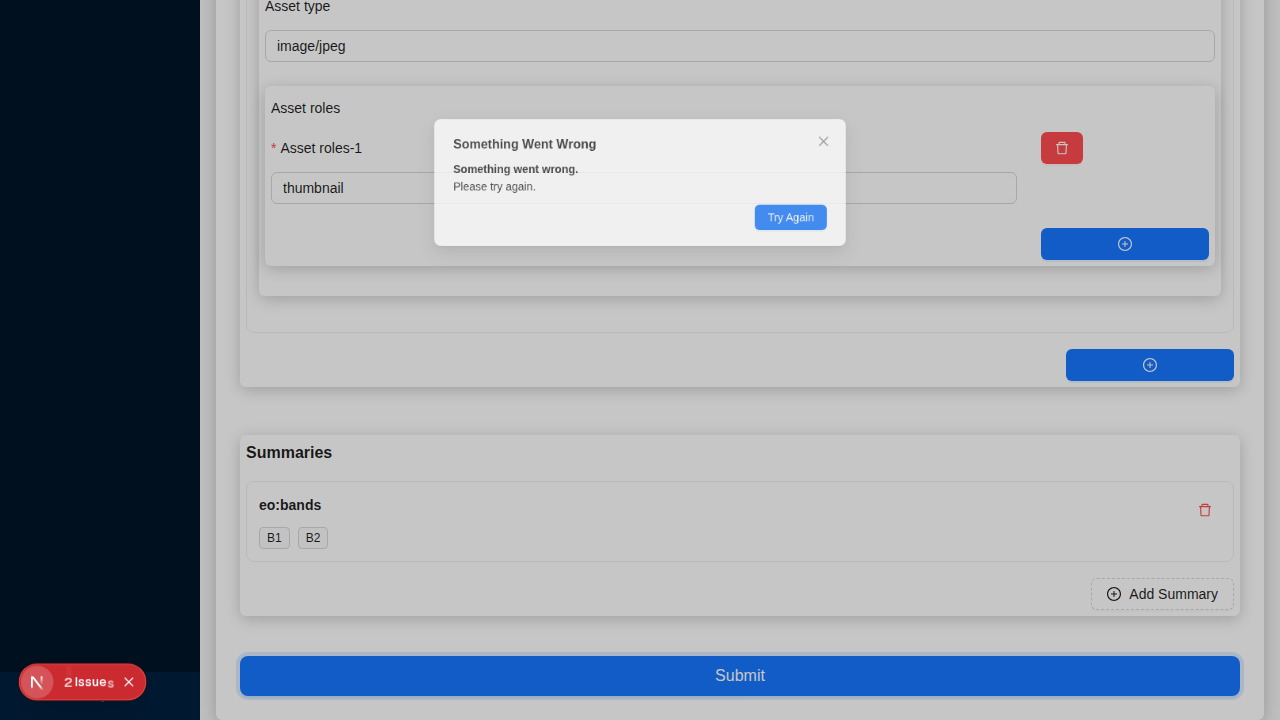 Asset type
image/jpeg
Asset roles
Something Went Wrong
* Asset roles-1
Something went wrong.
thumbnail
Please try again.
Try Again
Summaries
eo:bands
B1 B2
Add Summary
Submit
2 Issues